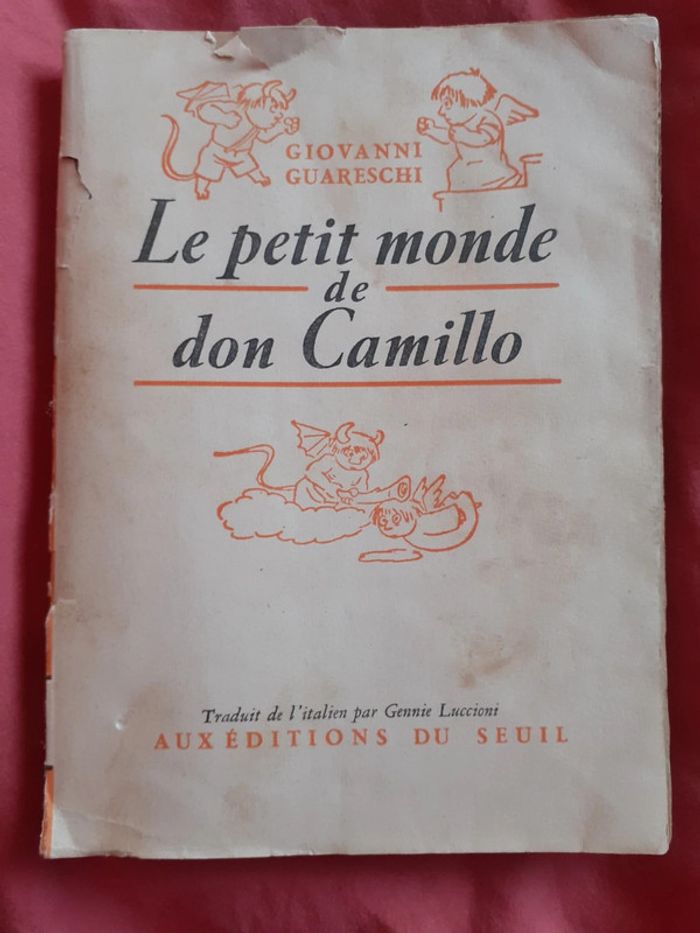 GIOVANNI
GUARESCHI
Le petit monde
de
don Camillo
Traduit de l'italien par Gennie Luccioni
AUX ÉDITIONS DU SEUIL